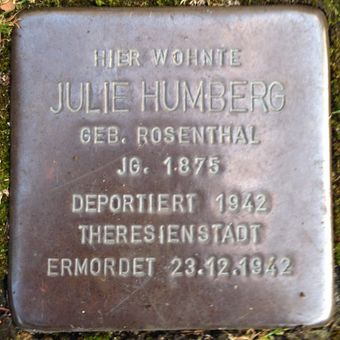 HIER WOHNTE
JULIE HUMBERG
GEB. ROSENTHAL
JG. 1875
DEPORTIERT 1942
THERESIENSTADT
ERMORDET 23.12.1942